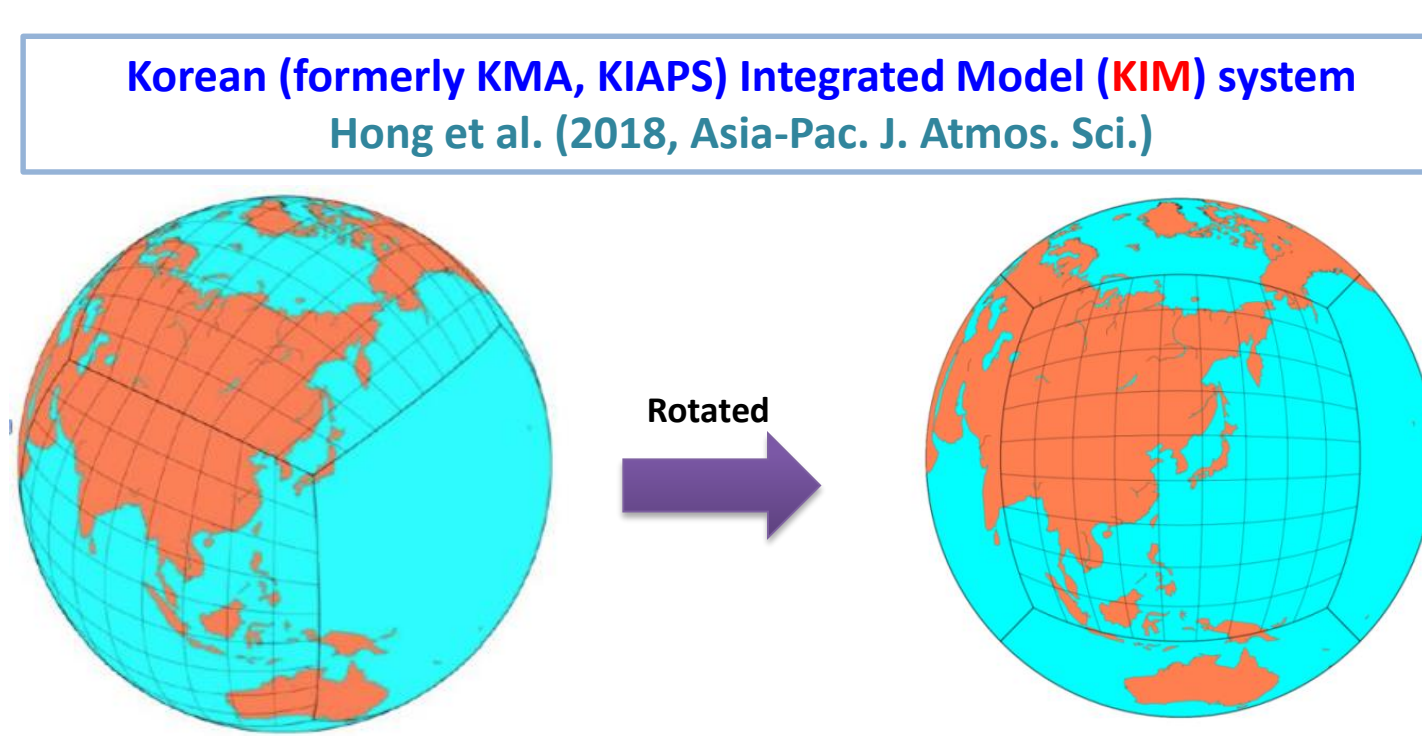 Korean (formerly KMA, KIAPS) Integrated Model (KIM) system
Hong et al. (2018, Asia-Pac. J. Atmos. Sci.)
Rotated